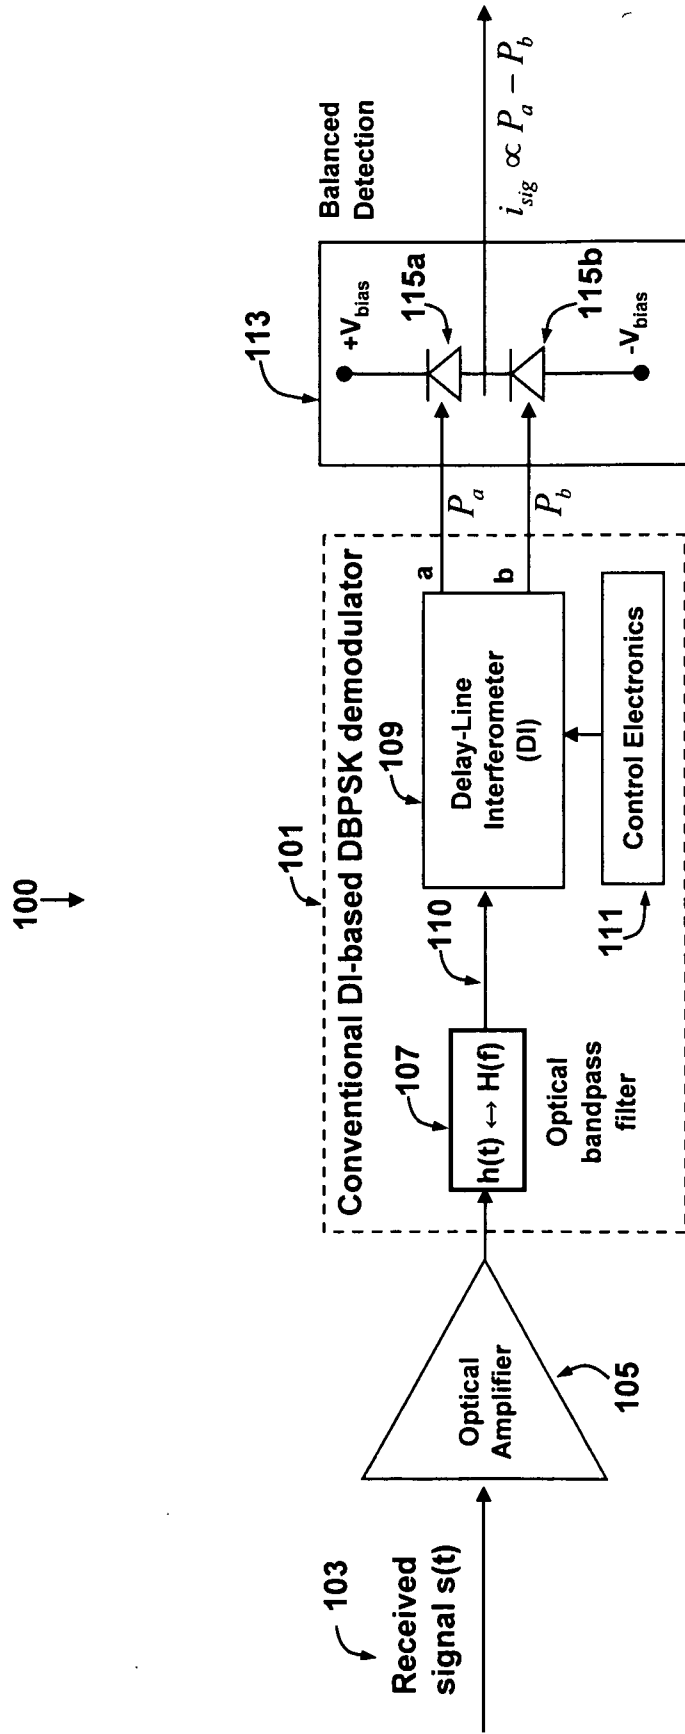 100
103
Received
signal s(t)
Optical
Amplifier
105
101
Conventional DI-based DBPSK demodulator
107
h(t) ↔ H(f)
Optical
bandpass
filter
110
109
Delay-Line
Interferometer
(DI)
111
Control Electronics
a
b
P_a
P_b
113
+V_bias
115a
115b
-V_bias
Balanced
Detection
i_sig ∝ P_a − P_b